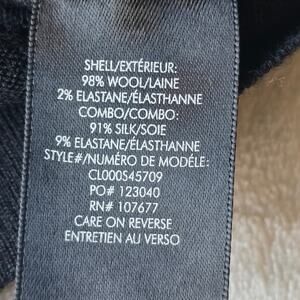 SHELL/EXTÉRIEUR:
98% WOOL/LAINE
2% ELASTANE/ÉLASTHANNE
COMBO/COMBO:
91% SILK/SOIE
9% ELASTANE/ÉLASTHANNE
STYLE#/NUMÉRO DE MODÈLE:
CL000S45709
PO# 123040
RN# 107677
CARE ON REVERSE
ENTRETIEN AU VERSO